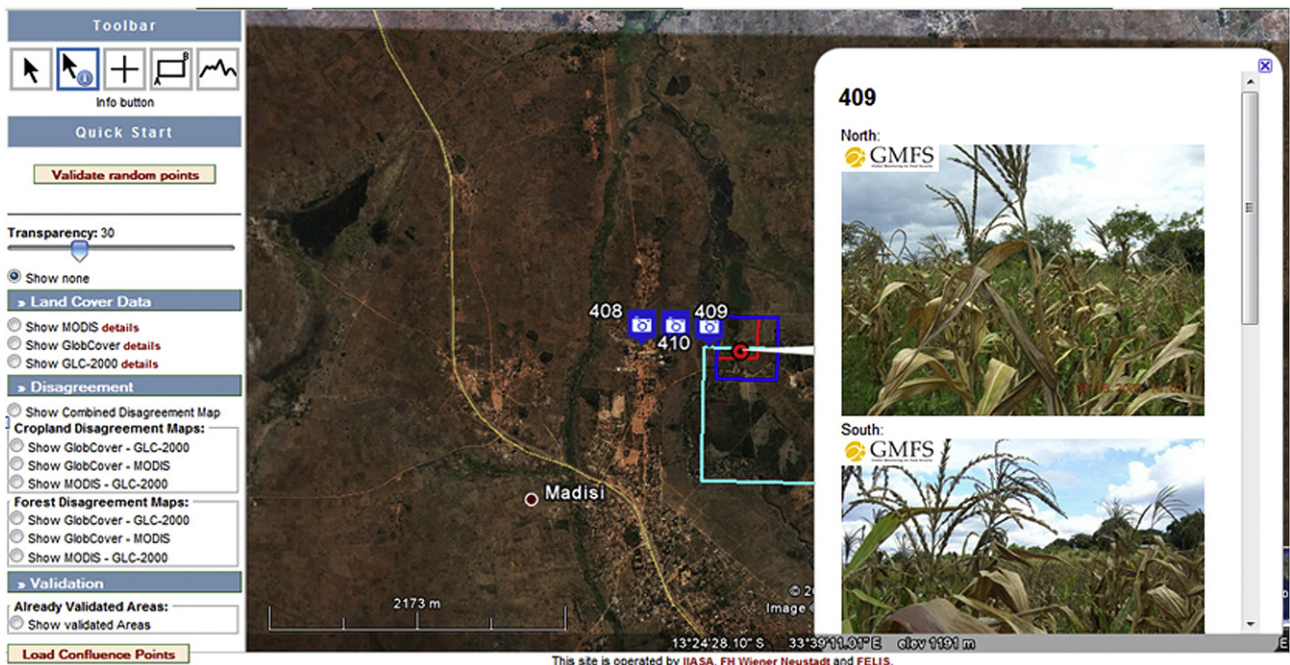 Toolbar
Info button
Quick Start
Validate random points
Transparency: 30
Show none
» Land Cover Data
Show MODIS details
Show GlobCover details
Show GLC-2000 details
» Disagreement
Show Combined Disagreement Map
Cropland Disagreement Maps:
Show GlobCover - GLC-2000
Show GlobCover - MODIS
Show MODIS - GLC-2000
Forest Disagreement Maps:
Show GlobCover - GLC-2000
Show GlobCover - MODIS
Show MODIS - GLC-2000
» Validation
Already Validated Areas:
Show validated Areas
Load Confluence Points
408
410
409
Madisi
2173 m
© 20
Image
13°24'28.10" S 33°39'11.01" E elev 1191 m
409
North:
GMFS
South:
GMFS
This site is operated by IIASA, FH Wiener Neustadt and FELIS.